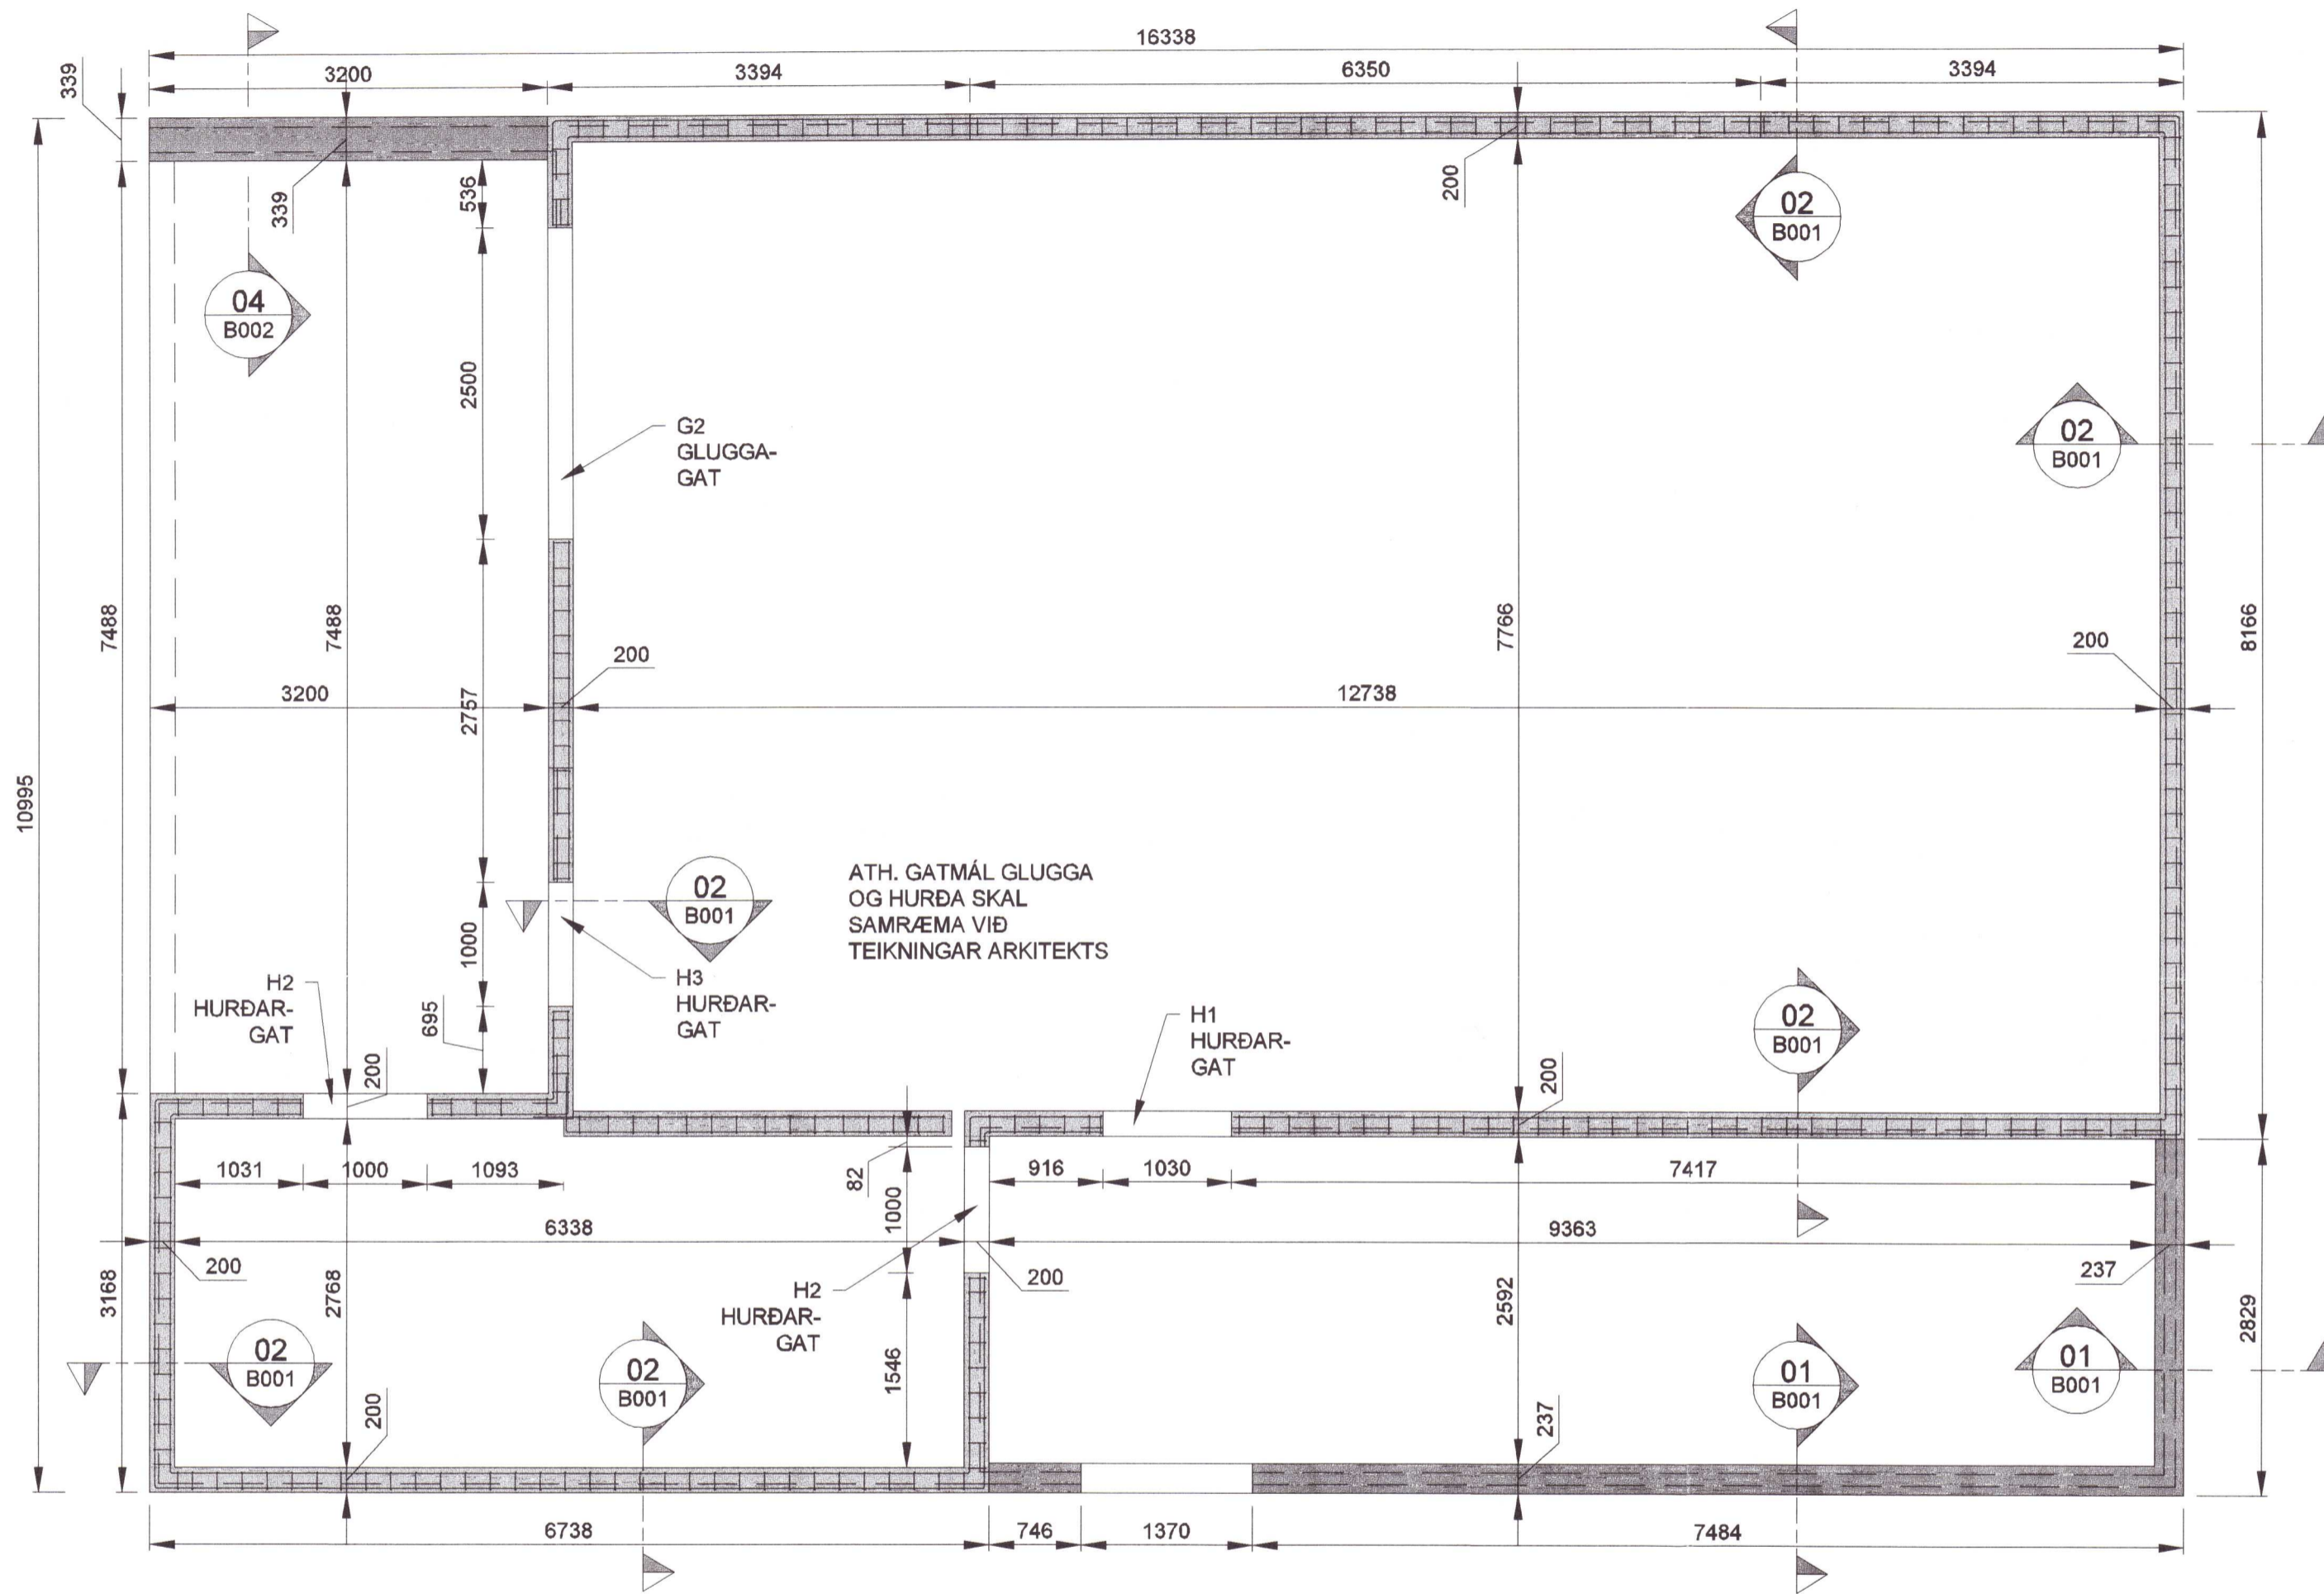 16338
3200
3394
6350
3394
339
339
536
200
02
B001
04
B002
02
B001
2500
G2
GLUGGA-
GAT
7488
7488
7766
8166
200
200
3200
2757
12738
10995
02
B001
ATH. GATMÁL GLUGGA
OG HURÐA SKAL
SAMRÆMA VIÐ
TEIKNINGAR ARKITEKTS
1000
H2
HURÐAR-
GAT
H3
HURÐAR-
GAT
695
H1
HURÐAR-
GAT
02
B001
200
200
1031
1000
1093
82
916
1030
7417
1000
6338
9363
200
200
237
3168
2768
H2
HURÐAR-
GAT
2592
2829
02
B001
02
B001
1546
01
B001
01
B001
200
237
6738
746
1370
7484